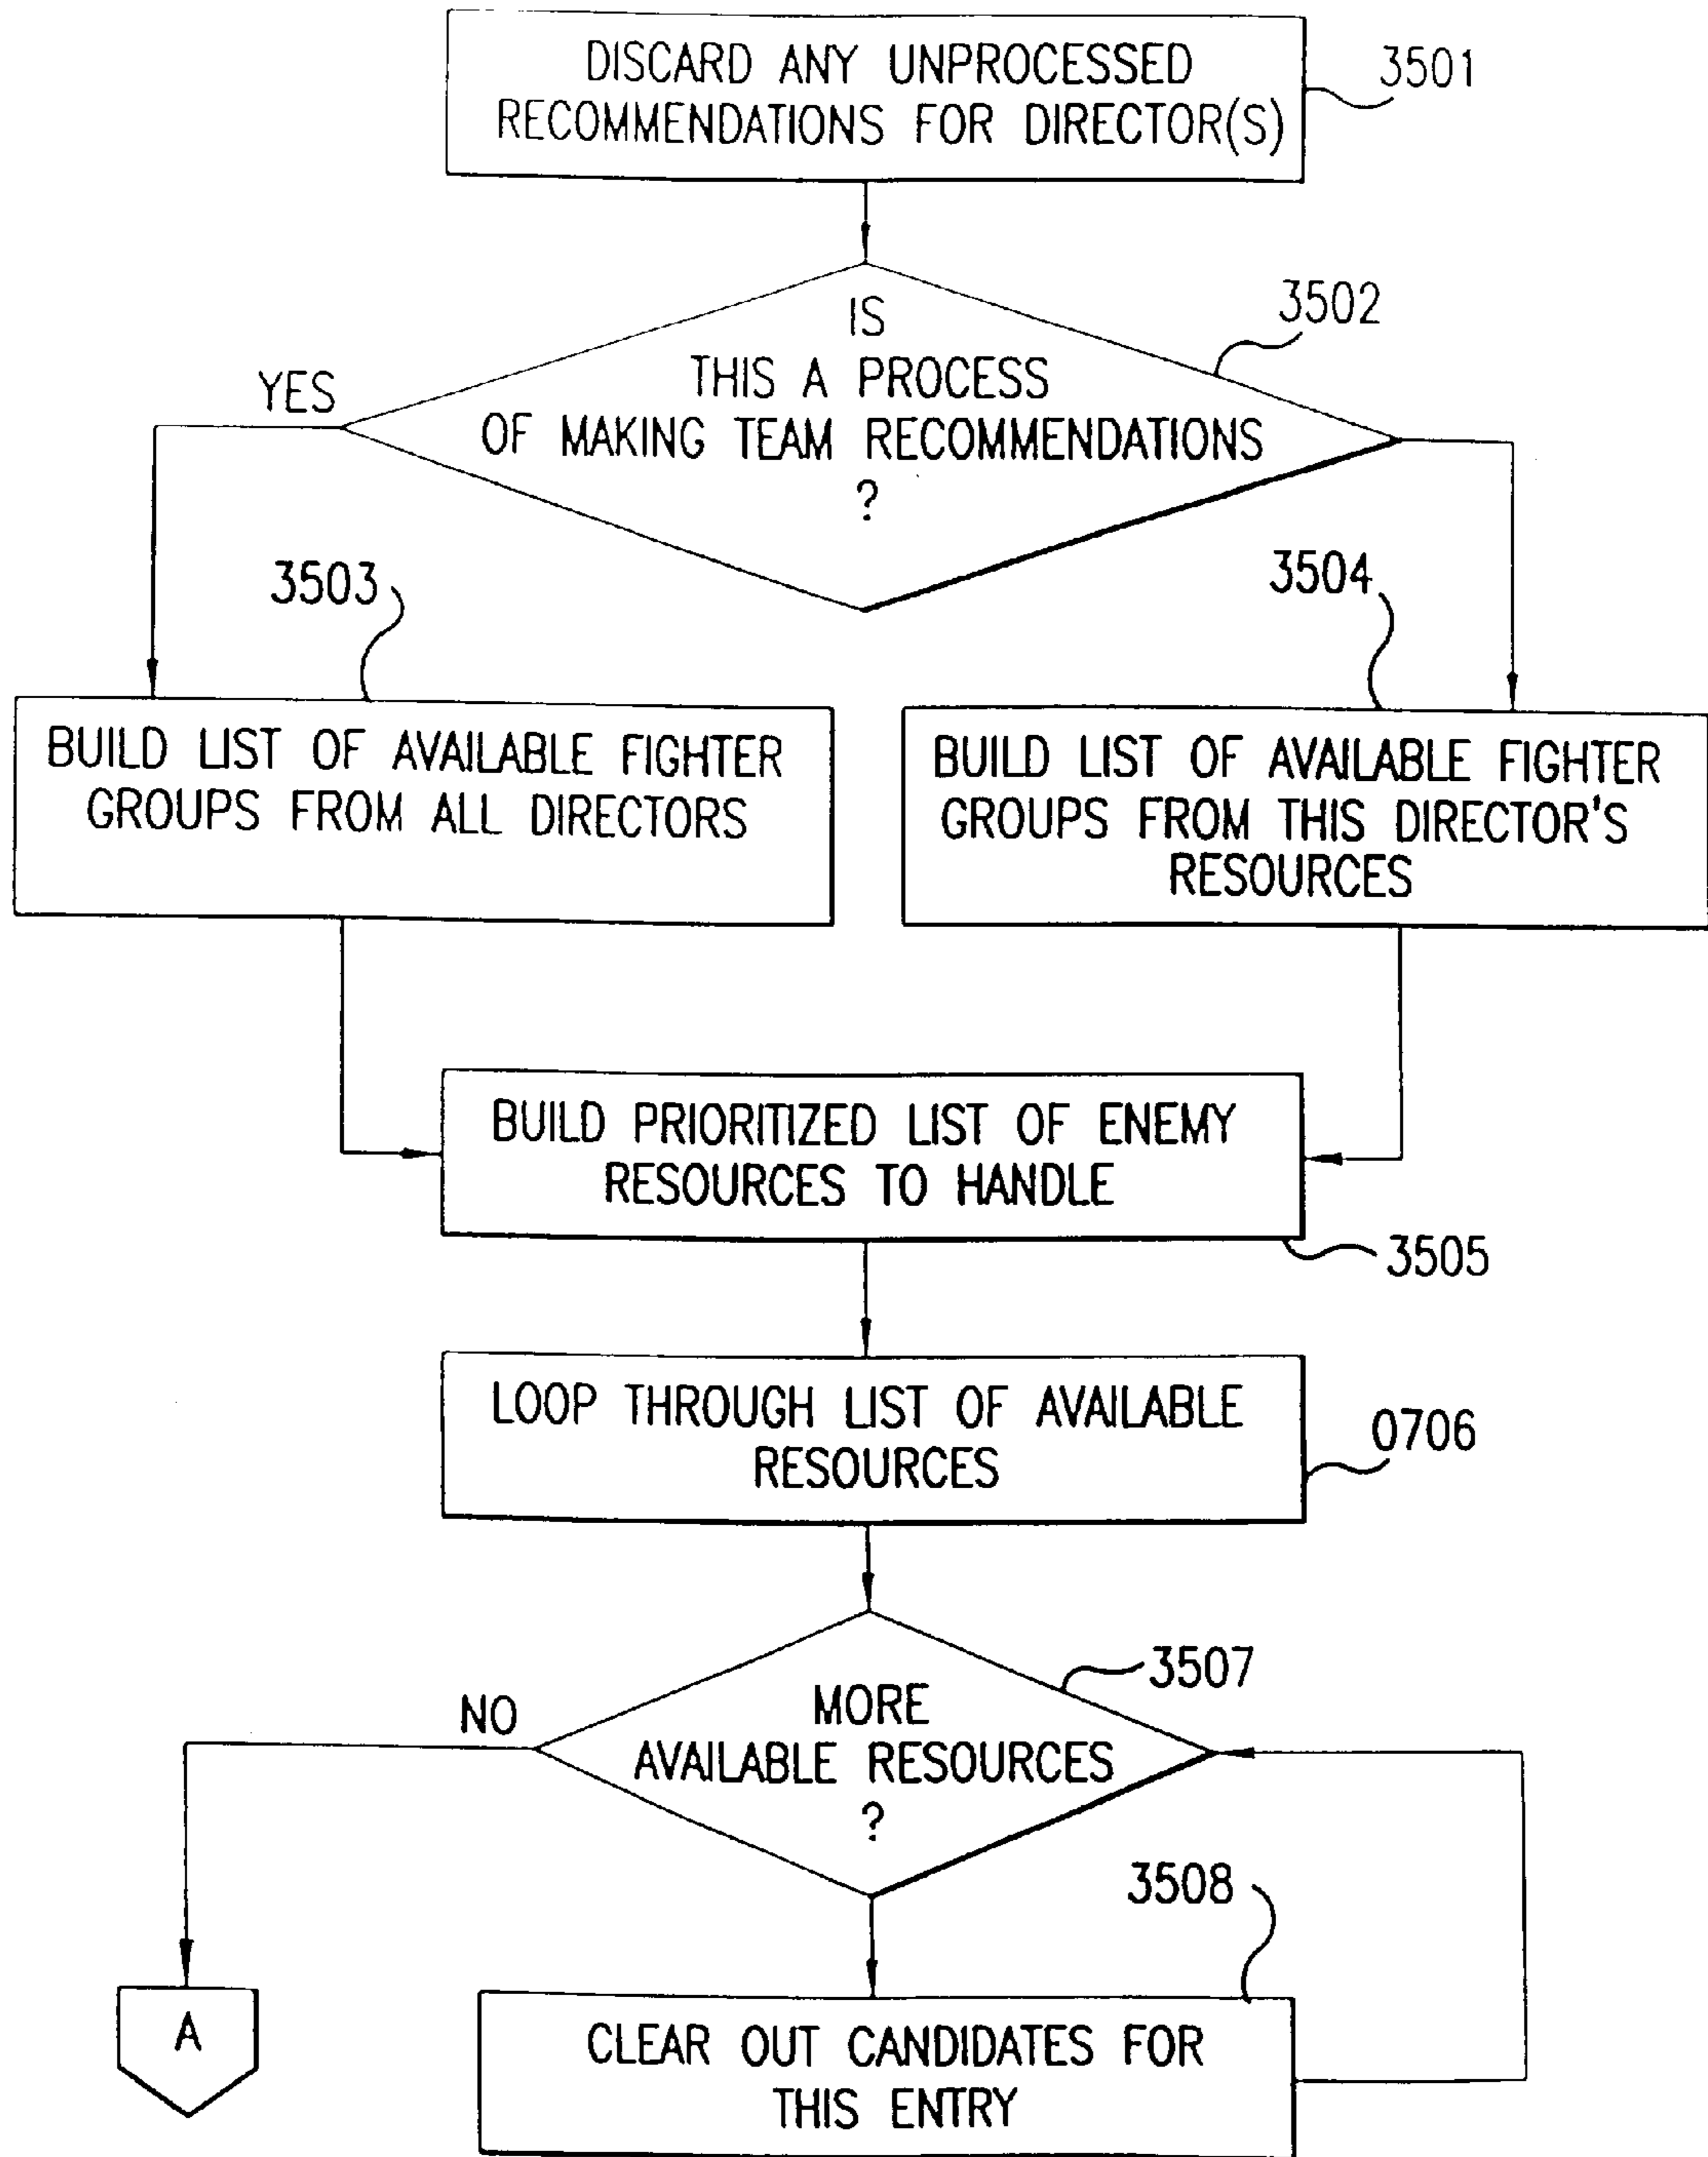 DISCARD ANY UNPROCESSED
RECOMMENDATIONS FOR DIRECTOR(S)
3501
IS
THIS A PROCESS
OF MAKING TEAM RECOMMENDATIONS
?
3502
YES
3503
3504
BUILD LIST OF AVAILABLE FIGHTER
GROUPS FROM ALL DIRECTORS
BUILD LIST OF AVAILABLE FIGHTER
GROUPS FROM THIS DIRECTOR'S
RESOURCES
BUILD PRIORITIZED LIST OF ENEMY
RESOURCES TO HANDLE
3505
LOOP THROUGH LIST OF AVAILABLE
RESOURCES
0706
3507
NO
MORE
AVAILABLE RESOURCES
?
3508
A
CLEAR OUT CANDIDATES FOR
THIS ENTRY